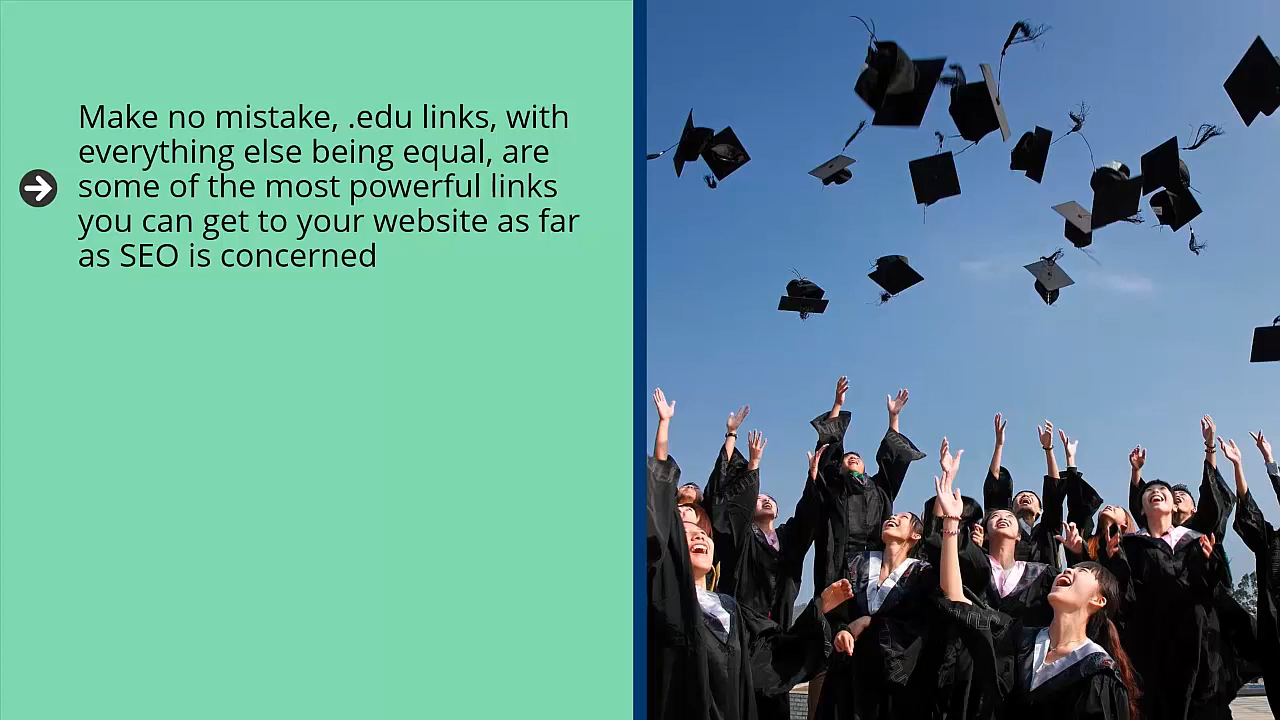 Make no mistake, .edu links, with
everything else being equal, are
some of the most powerful links
you can get to your website as far
as SEO is concerned